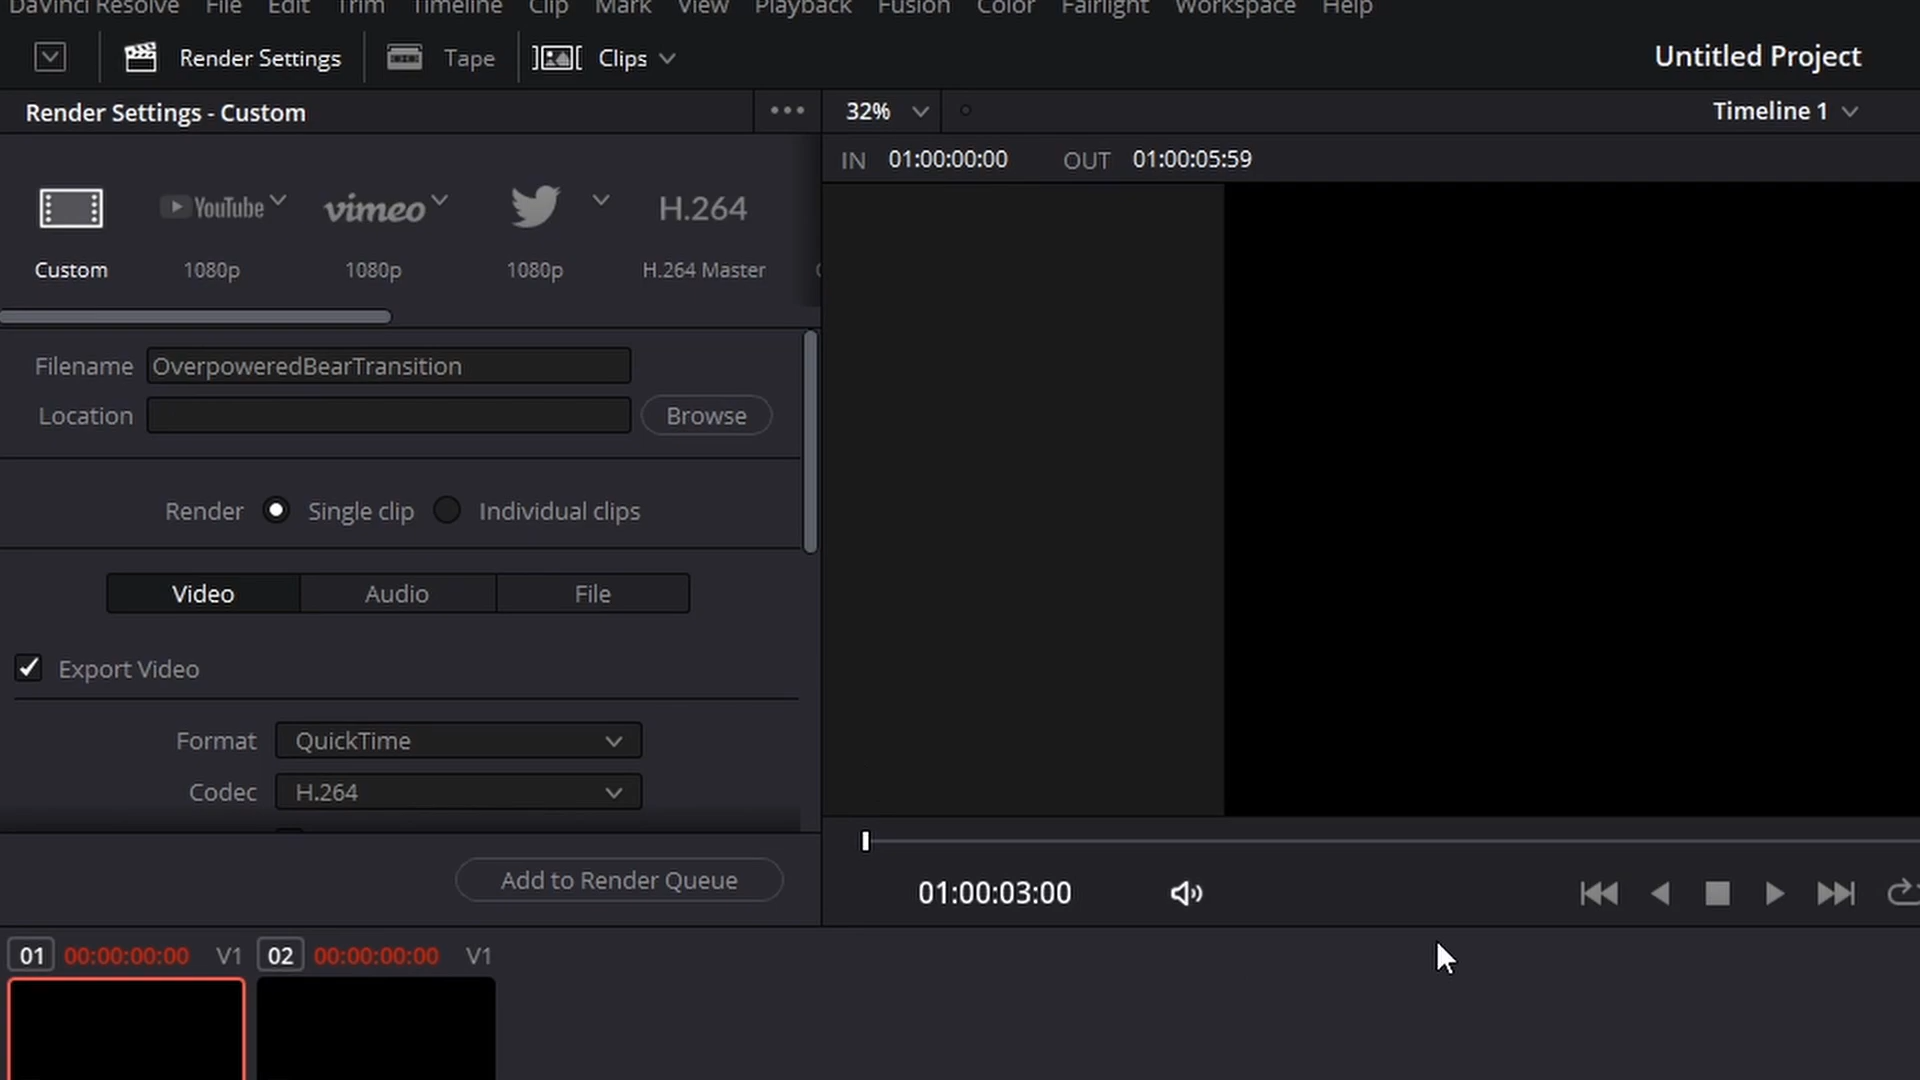 DaVinci Resolve File Edit Trim Timeline Clip Mark View Playback Fusion Color Fairlight Workspace Help
Render Settings Tape Clips Untitled Project
Render Settings - Custom ••• 32% Timeline 1
IN 01:00:00:00 OUT 01:00:05:59
YouTube vimeo H.264
Custom 1080p 1080p 1080p H.264 Master
Filename OverpoweredBearTransition
Location Browse
Render Single clip Individual clips
Video Audio File
Export Video
Format QuickTime
Codec H.264
Add to Render Queue 01:00:03:00
01 00:00:00:00 V1 02 00:00:00:00 V1